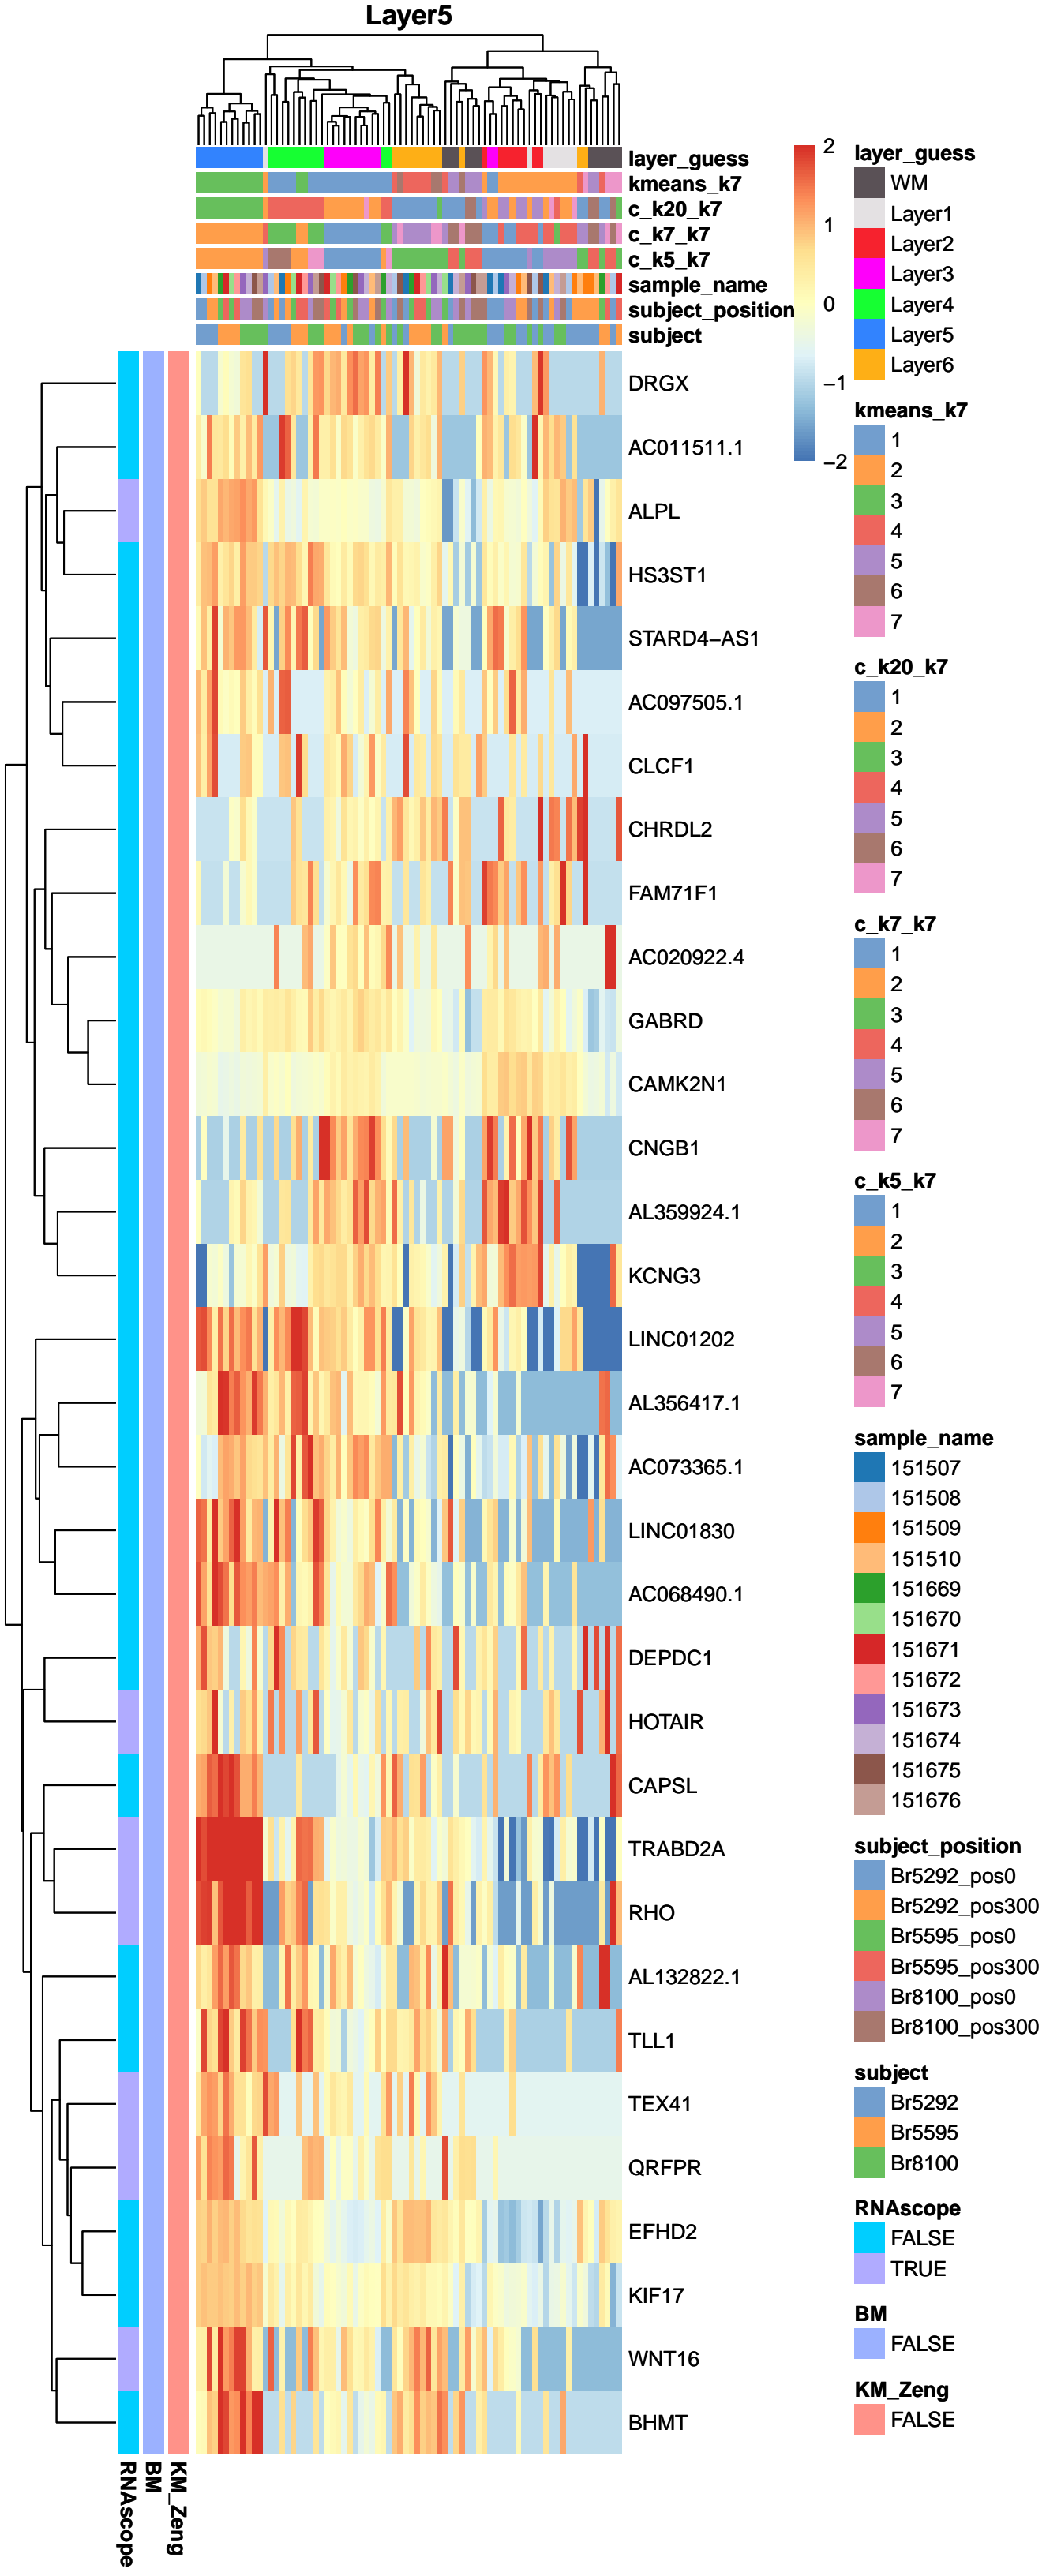 Layer5
layer_guess
kmeans_k7
c_k20_k7
c_k7_k7
c_k5_k7
sample_name
subject_position
subject
DRGX
AC011511.1
ALPL
HS3ST1
STARD4−AS1
AC097505.1
CLCF1
CHRDL2
FAM71F1
AC020922.4
GABRD
CAMK2N1
CNGB1
AL359924.1
KCNG3
LINC01202
AL356417.1
AC073365.1
LINC01830
AC068490.1
DEPDC1
HOTAIR
CAPSL
TRABD2A
RHO
AL132822.1
TLL1
TEX41
QRFPR
EFHD2
KIF17
WNT16
BHMT
RNAscope
BM
KM_Zeng
2
1
0
−1
−2
layer_guess
WM
Layer1
Layer2
Layer3
Layer4
Layer5
Layer6
kmeans_k7
1
2
3
4
5
6
7
c_k20_k7
1
2
3
4
5
6
7
c_k7_k7
1
2
3
4
5
6
7
c_k5_k7
1
2
3
4
5
6
7
sample_name
151507
151508
151509
151510
151669
151670
151671
151672
151673
151674
151675
151676
subject_position
Br5292_pos0
Br5292_pos300
Br5595_pos0
Br5595_pos300
Br8100_pos0
Br8100_pos300
subject
Br5292
Br5595
Br8100
RNAscope
FALSE
TRUE
BM
FALSE
KM_Zeng
FALSE